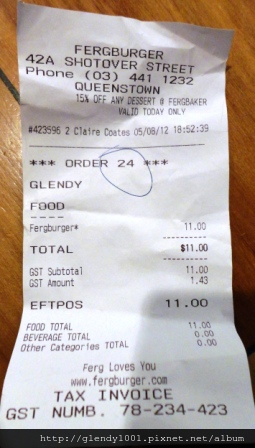 FERGBURGER
42A SHOTOVER STREET
Phone (03) 441 1232
QUEENSTOWN
15% OFF ANY DESSERT @ FERGBAKER
VALID TODAY ONLY
#423596 2 Claire Coates 05/08/12 18:52:39
*** ORDER 24 ***
GLENDY
FOOD
----
Fergburger* 11.00
TOTAL $11.00
GST Subtotal 11.00
GST Amount 1.43
EFTPOS 11.00
FOOD TOTAL 11.00
BEVERAGE TOTAL 0.00
Other Categories TOTAL 0.00
Ferg Loves You
www.fergburger.com
TAX INVOICE
GST NUMB. 78-234-423
http://glendy1001.pixnet.net/album